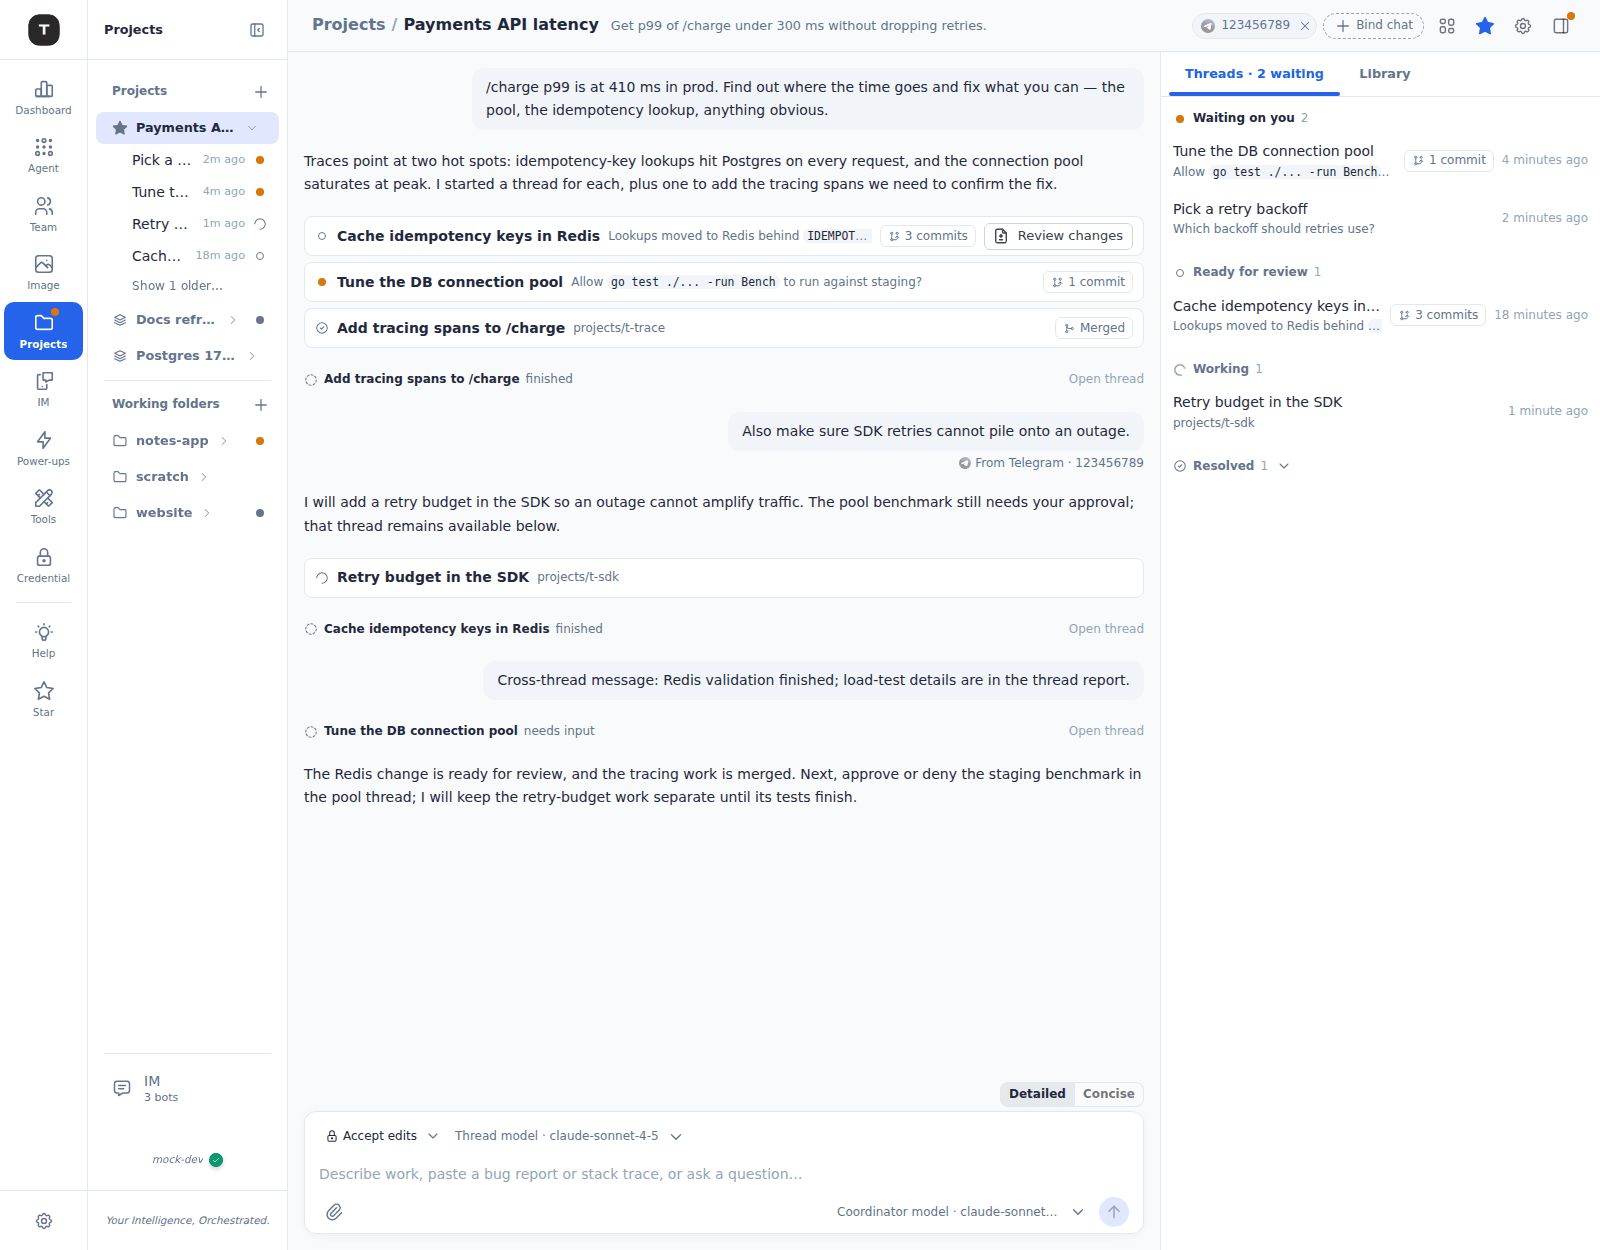 T
Projects
Dashboard
Agent
Team
Image
Projects
IM
Power-ups
Tools
Credential
Help
Star
Projects
Payments A...
Pick a ... 2m ago
Tune t... 4m ago
Retry ... 1m ago
Cach... 18m ago
Show 1 older...
Docs refr...
Postgres 17...
Working folders
notes-app
scratch
website
IM
3 bots
mock-dev
Your Intelligence, Orchestrated.
Projects / Payments API latency Get p99 of /charge under 300 ms without dropping retries.
123456789
Bind chat
/charge p99 is at 410 ms in prod. Find out where the time goes and fix what you can — the
pool, the idempotency lookup, anything obvious.
Traces point at two hot spots: idempotency-key lookups hit Postgres on every request, and the connection pool
saturates at peak. I started a thread for each, plus one to add the tracing spans we need to confirm the fix.
Cache idempotency keys in Redis Lookups moved to Redis behind IDEMPOT... 3 commits Review changes
Tune the DB connection pool Allow go test ./... -run Bench to run against staging? 1 commit
Add tracing spans to /charge projects/t-trace Merged
Add tracing spans to /charge finished Open thread
Also make sure SDK retries cannot pile onto an outage.
From Telegram · 123456789
I will add a retry budget in the SDK so an outage cannot amplify traffic. The pool benchmark still needs your approval;
that thread remains available below.
Retry budget in the SDK projects/t-sdk
Cache idempotency keys in Redis finished Open thread
Cross-thread message: Redis validation finished; load-test details are in the thread report.
Tune the DB connection pool needs input Open thread
The Redis change is ready for review, and the tracing work is merged. Next, approve or deny the staging benchmark in
the pool thread; I will keep the retry-budget work separate until its tests finish.
Detailed Concise
Accept edits Thread model · claude-sonnet-4-5
Describe work, paste a bug report or stack trace, or ask a question...
Coordinator model · claude-sonnet...
Threads · 2 waiting Library
Waiting on you 2
Tune the DB connection pool
Allow go test ./... -run Bench...
1 commit 4 minutes ago
Pick a retry backoff
Which backoff should retries use?
2 minutes ago
Ready for review 1
Cache idempotency keys in...
Lookups moved to Redis behind ...
3 commits 18 minutes ago
Working 1
Retry budget in the SDK
projects/t-sdk
1 minute ago
Resolved 1